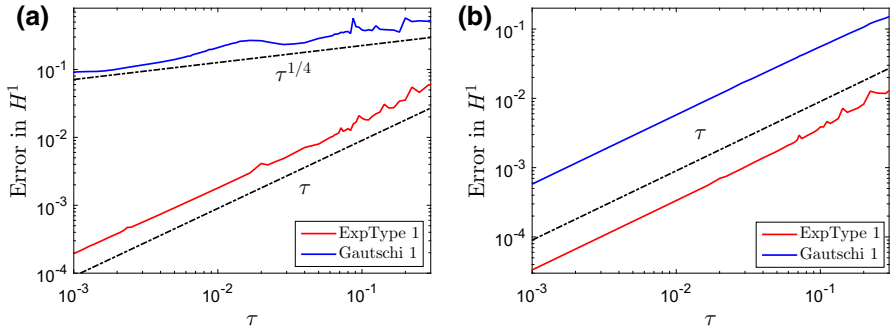 (a)
Error in $H^1$
10^0
10^{-1}
10^{-2}
10^{-3}
10^{-4}
τ^{1/4}
τ
ExpType 1
Gautschi 1
10^{-3}
10^{-2}
10^{-1}
τ
(b)
Error in $H^1$
10^{-1}
10^{-2}
10^{-3}
10^{-4}
τ
ExpType 1
Gautschi 1
10^{-3}
10^{-2}
10^{-1}
τ